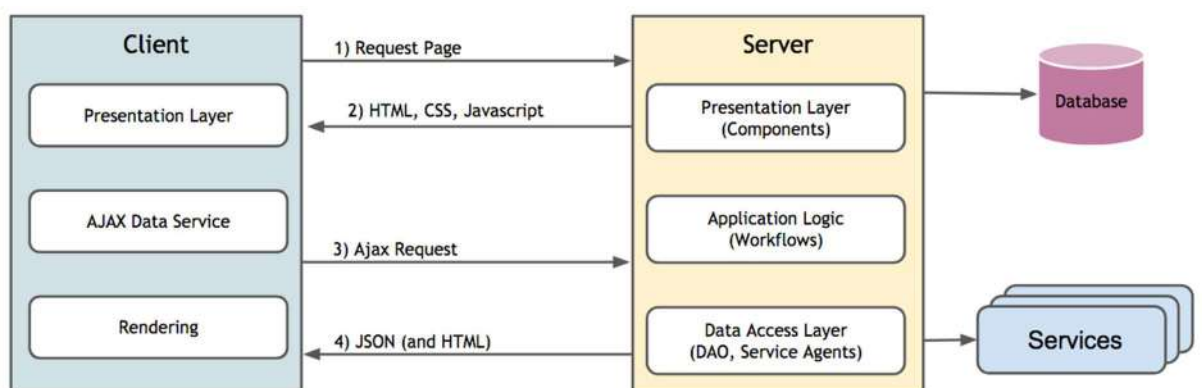 Client
Presentation Layer
AJAX Data Service
Rendering
1) Request Page
2) HTML, CSS, Javascript
3) Ajax Request
4) JSON (and HTML)
Server
Presentation Layer
(Components)
Application Logic
(Workflows)
Data Access Layer
(DAO, Service Agents)
Database
Services